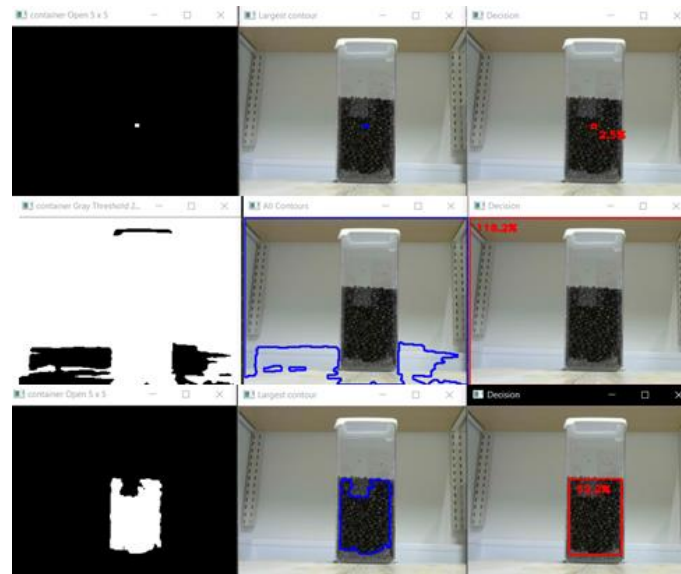 container Open 5 x 5
Largest contour
Decision
2.5%
container Gray Threshold 2...
All Contours
Decision
118.2%
container Open 5 x 5
Largest contour
Decision